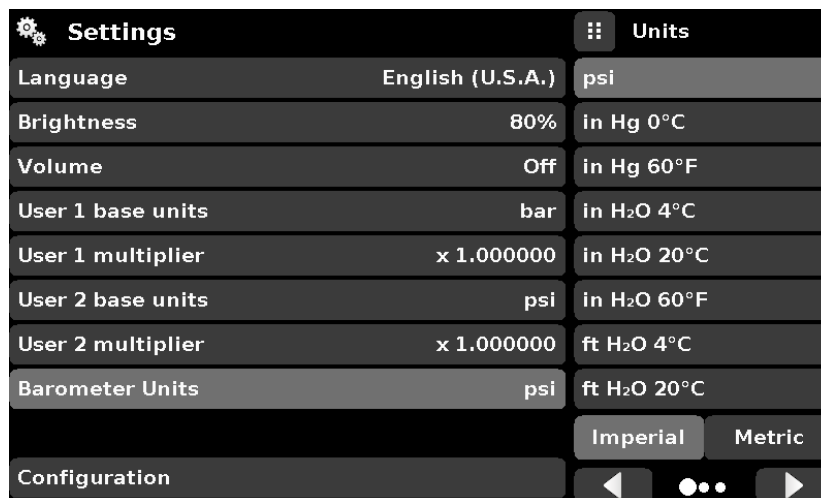 Settings
Language English (U.S.A.)
Brightness 80%
Volume Off
User 1 base units bar
User 1 multiplier x 1.000000
User 2 base units psi
User 2 multiplier x 1.000000
Barometer Units psi
Configuration
Units
psi
in Hg 0°C
in Hg 60°F
in H₂O 4°C
in H₂O 20°C
in H₂O 60°F
ft H₂O 4°C
ft H₂O 20°C
Imperial Metric